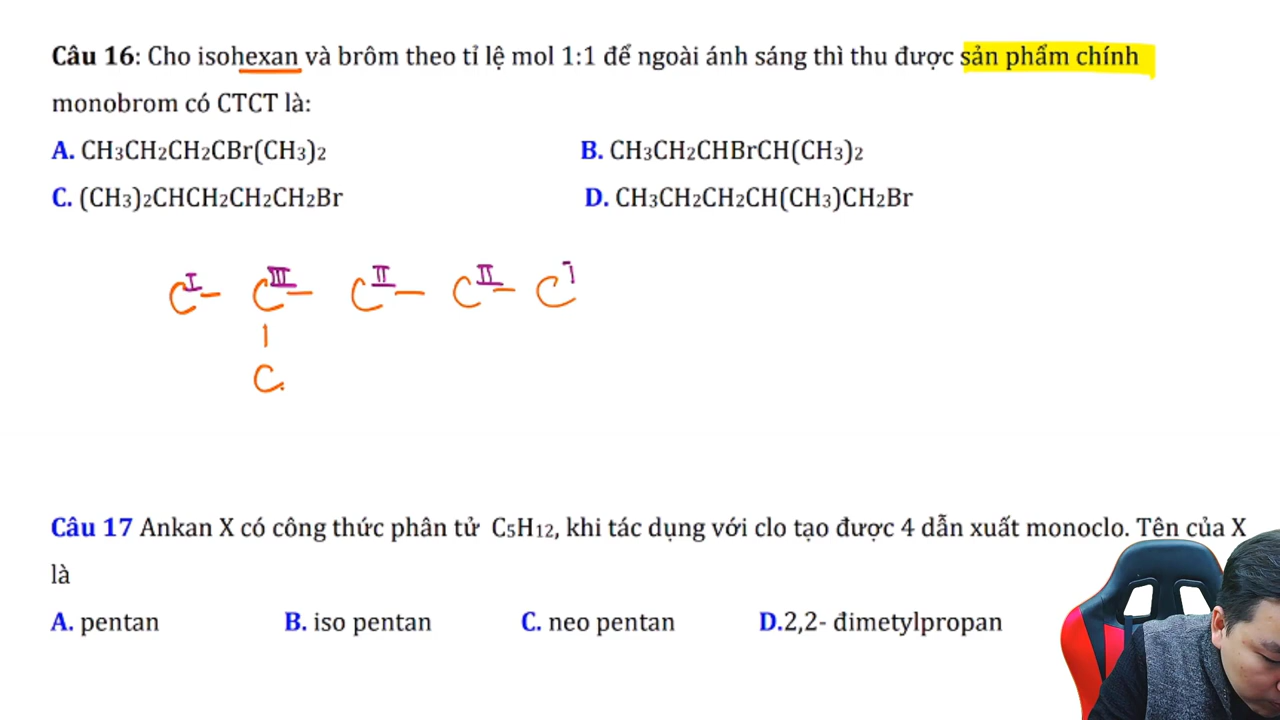 Câu 16: Cho isohexan và brôm theo tỉ lệ mol 1:1 để ngoài ánh sáng thì thu được sản phẩm chính
monobrom có CTCT là:
A. CH3CH2CH2CBr(CH3)2 B. CH3CH2CHBrCH(CH3)2
C. (CH3)2CHCH2CH2CH2Br D. CH3CH2CH2CH(CH3)CH2Br
I III II II I
C - C - C - C - C
|
C
Câu 17 Ankan X có công thức phân tử C5H12, khi tác dụng với clo tạo được 4 dẫn xuất monoclo. Tên của X
là
A. pentan B. iso pentan C. neo pentan D.2,2- đimetylpropan